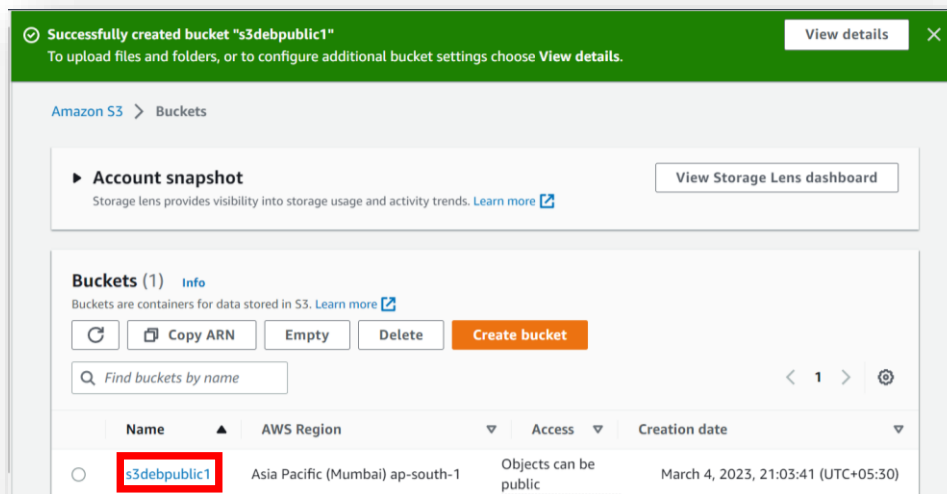 Successfully created bucket "s3debpublic1"
View details
To upload files and folders, or to configure additional bucket settings choose View details.
Amazon S3 > Buckets
Account snapshot
View Storage Lens dashboard
Storage lens provides visibility into storage usage and activity trends. Learn more
Buckets (1) Info
Buckets are containers for data stored in S3. Learn more
Copy ARN Empty Delete Create bucket
Find buckets by name
1
Name AWS Region Access Creation date
s3debpublic1 Asia Pacific (Mumbai) ap-south-1 Objects can be March 4, 2023, 21:03:41 (UTC+05:30)
public